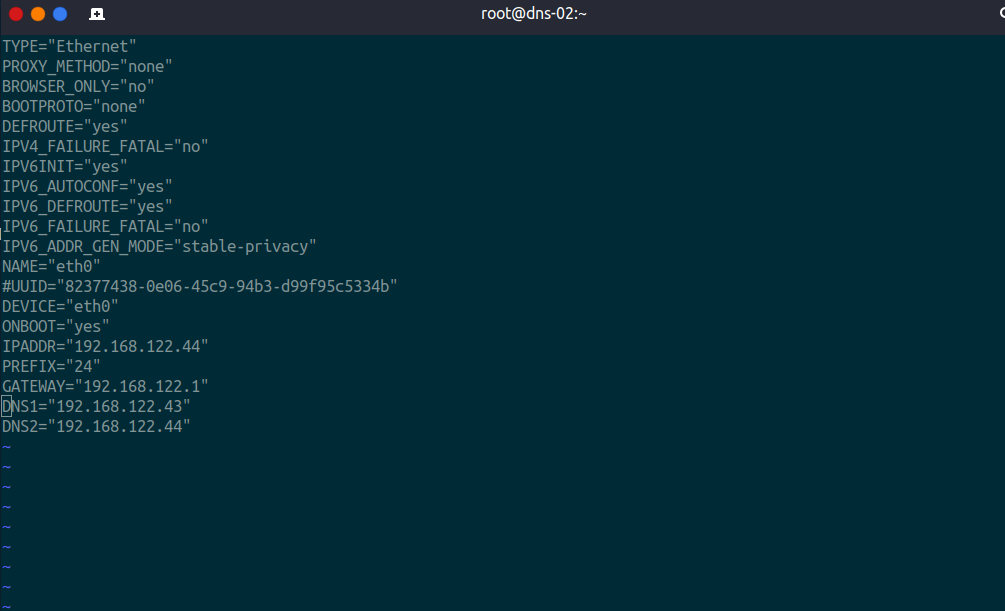 root@dns-02:~
TYPE="Ethernet"
PROXY_METHOD="none"
BROWSER_ONLY="no"
BOOTPROTO="none"
DEFROUTE="yes"
IPV4_FAILURE_FATAL="no"
IPV6INIT="yes"
IPV6_AUTOCONF="yes"
IPV6_DEFROUTE="yes"
IPV6_FAILURE_FATAL="no"
IPV6_ADDR_GEN_MODE="stable-privacy"
NAME="eth0"
#UUID="82377438-0e06-45c9-94b3-d99f95c5334b"
DEVICE="eth0"
ONBOOT="yes"
IPADDR="192.168.122.44"
PREFIX="24"
GATEWAY="192.168.122.1"
DNS1="192.168.122.43"
DNS2="192.168.122.44"
~
~
~
~
~
~
~
~
~